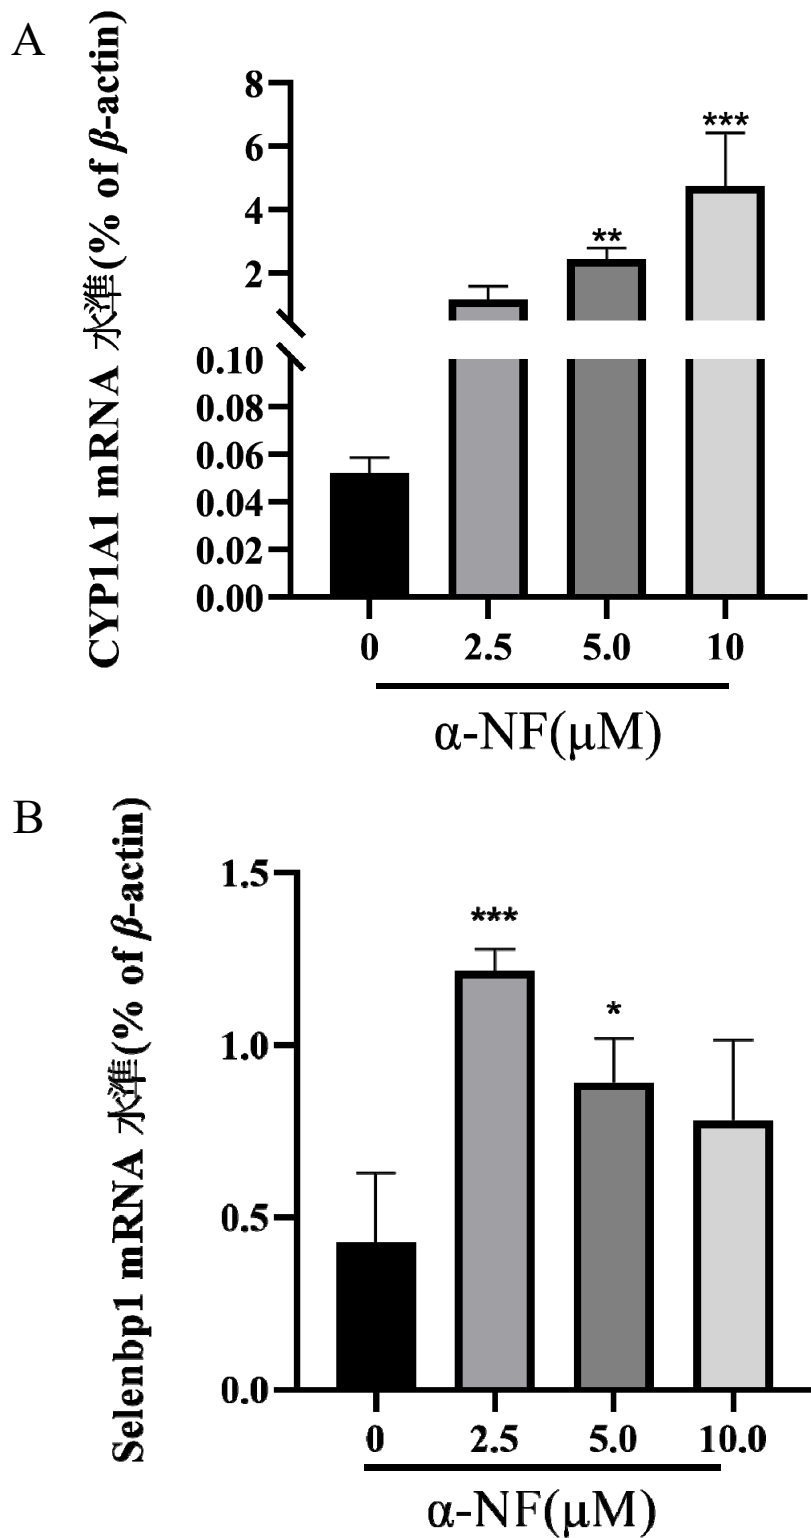 A
CYP1A1 mRNA 水準(% of β-actin)
8
6
4
2
0.10
0.08
0.06
0.04
0.02
0.00
**
***
0 2.5 5.0 10
α-NF(μM)
B
Selenbp1 mRNA 水準(% of β-actin)
1.5
1.0
0.5
0.0
***
*
0 2.5 5.0 10.0
α-NF(μM)